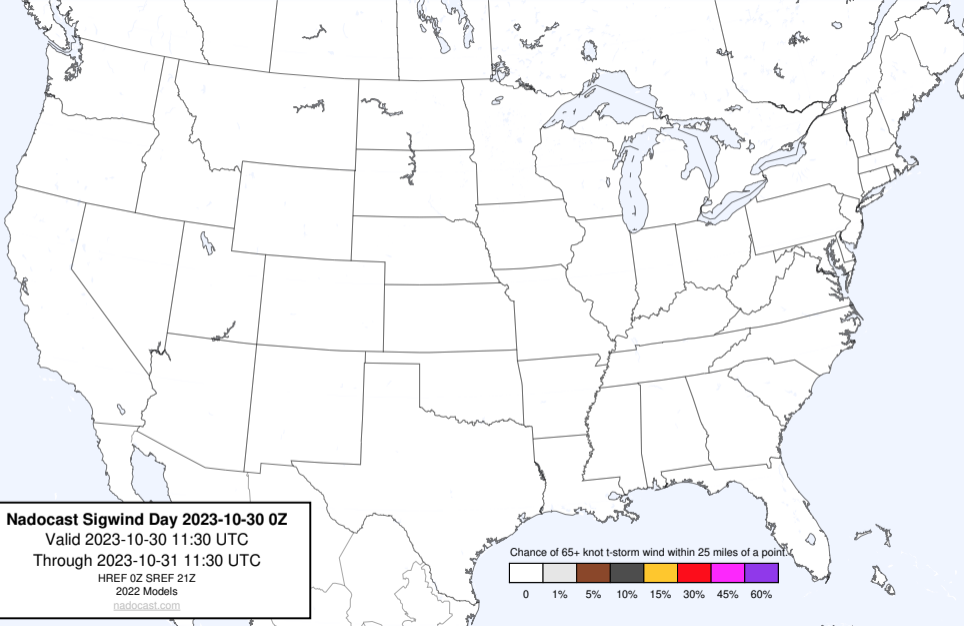 Nadocast Sigwind Day 2023-10-30 0Z
Valid 2023-10-30 11:30 UTC
Through 2023-10-31 11:30 UTC
HREF 0Z SREF 21Z
2022 Models
nadocast.com
Chance of 65+ knot t-storm wind within 25 miles of a point.
0 1% 5% 10% 15% 30% 45% 60%